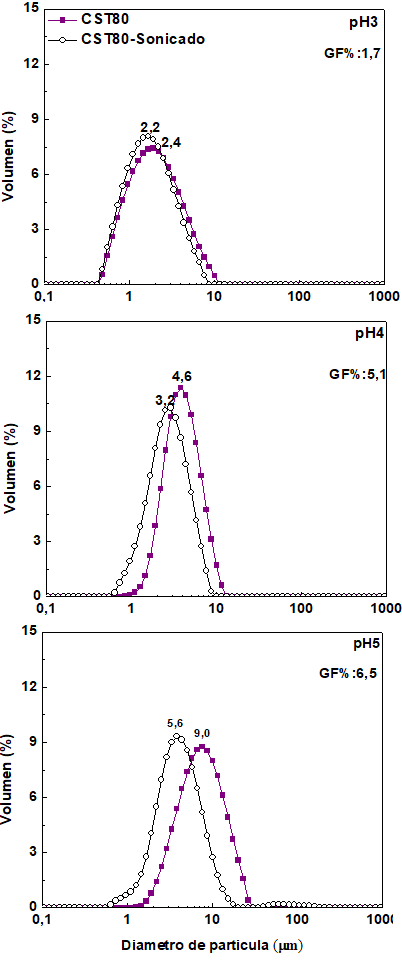 CST80
CST80-Sonicado
pH3
GF%:1,7
2,2
2,4
15
12
9
6
3
0
Volumen (%)
0,1 1 10 100 1000
pH4
GF%:5,1
4,6
3,2
15
12
9
6
3
0
Volumen (%)
0,1 1 10 100 1000
pH5
GF%:6,5
5,6
9,0
15
12
9
6
3
0
Volumen (%)
0,1 1 10 100 1000
Diametro de particula (µm)